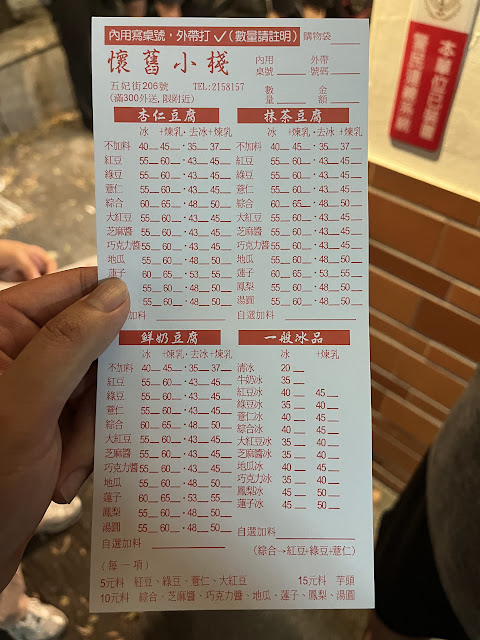 內用寫桌號，外帶打✓(數量請註明) 購物袋
懷舊小棧
內用桌號 外帶號碼
五妃街206號 TEL:2158157
(滿300外送,限附近) 數量 金額
杏仁豆腐
冰 +煉乳・去冰+煉乳
不加料 40 45 ・35 37
紅豆 55 60 ・43 45
綠豆 55 60 ・43 45
薏仁 55 60 ・43 45
綜合 60 65 ・48 50
大紅豆 55 60 ・43 45
芝麻醬 55 60 ・43 45
巧克力醬 55 60 ・43 45
地瓜 55 60 ・48 50
蓮子 60 65 ・53 55
55 60 ・48 50
55 60 ・48 50
加料
抹茶豆腐
冰 +煉乳・去冰+煉乳
不加料 40 45 ・35 37
紅豆 55 60 ・43 45
綠豆 55 60 ・43 45
薏仁 55 60 ・43 45
綜合 60 65 ・48 50
大紅豆 55 60 ・43 45
芝麻醬 55 60 ・43 45
巧克力醬 55 60 ・43 45
地瓜 55 60 ・48 50
蓮子 60 65 ・53 55
鳳梨 55 60 ・48 50
湯圓 55 60 ・48 50
自選加料
鮮奶豆腐
冰 +煉乳・去冰+煉乳
不加料 40 45 ・35 37
紅豆 55 60 ・43 45
綠豆 55 60 ・43 45
薏仁 55 60 ・43 45
綜合 60 65 ・48 50
大紅豆 55 60 ・43 45
芝麻醬 55 60 ・43 45
巧克力醬 55 60 ・43 45
地瓜 55 60 ・48 50
蓮子 60 65 ・53 55
鳳梨 55 60 ・48 50
湯圓 55 60 ・48 50
自選加料
一般冰品
冰 +煉乳
清冰 20
牛奶冰 35
紅豆冰 40 45
綠豆冰 35 40
薏仁冰 40 45
綜合冰 40 45
大紅豆冰 35 40
芝麻醬冰 35 40
地瓜冰 40 45
巧克力冰 35 40
鳳梨冰 45 50
蓮子冰 45 50
自選加料
(綜合→紅豆+綠豆+薏仁)
(每一項)
5元料 紅豆、綠豆、薏仁、大紅豆 15元料 芋頭
10元料 綜合、芝麻醬、巧克力醬、地瓜、蓮子、鳳梨、湯圓